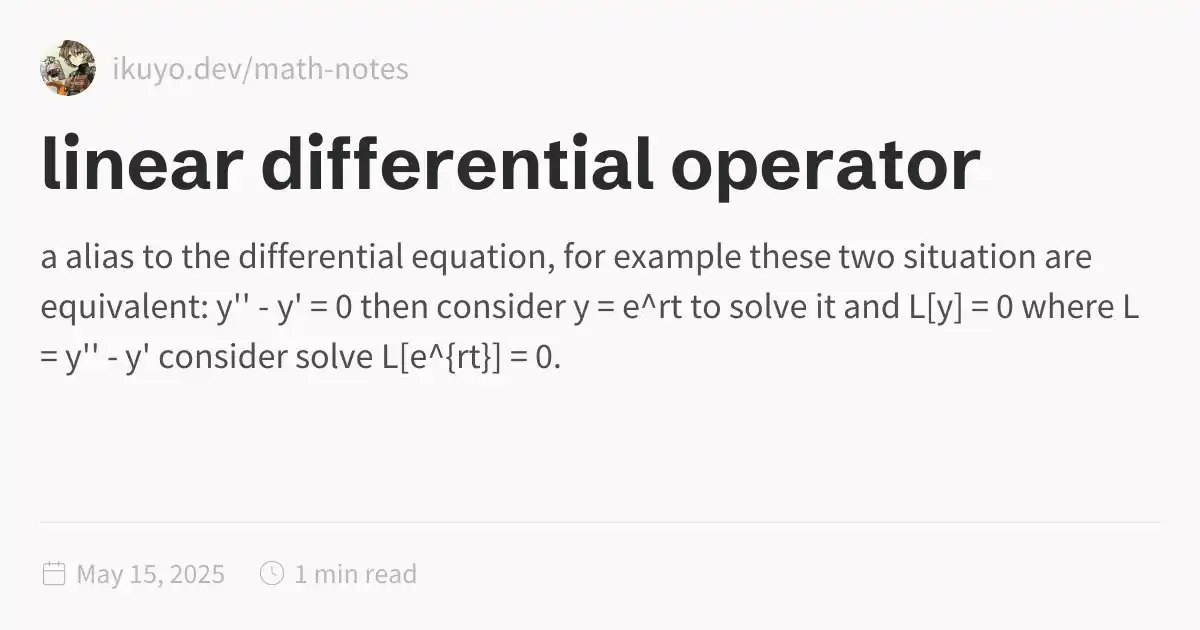 ikuyo.dev/math-notes
linear differential operator
a alias to the differential equation, for example these two situation are
equivalent: y'' - y' = 0 then consider y = e^rt to solve it and L[y] = 0 where L
= y'' - y' consider solve L[e^{rt}] = 0.
May 15, 2025 1 min read